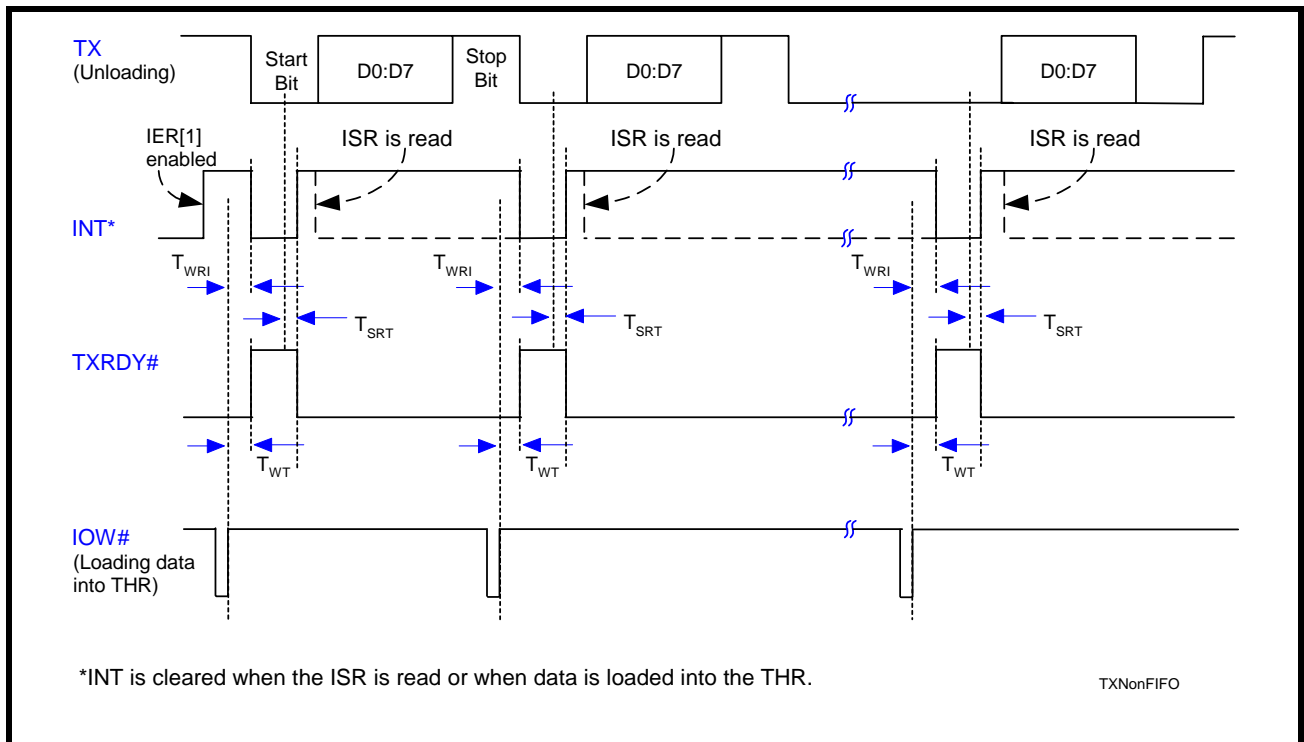 TX
(Unloading)
Start
Bit
D0:D7
Stop
Bit
D0:D7
D0:D7
IER[1]
enabled
ISR is read
ISR is read
ISR is read
INT*
TWRI
TWRI
TWRI
TSRT
TSRT
TSRT
TXRDY#
TWT
TWT
TWT
IOW#
(Loading data
into THR)
*INT is cleared when the ISR is read or when data is loaded into the THR.
TXNonFIFO